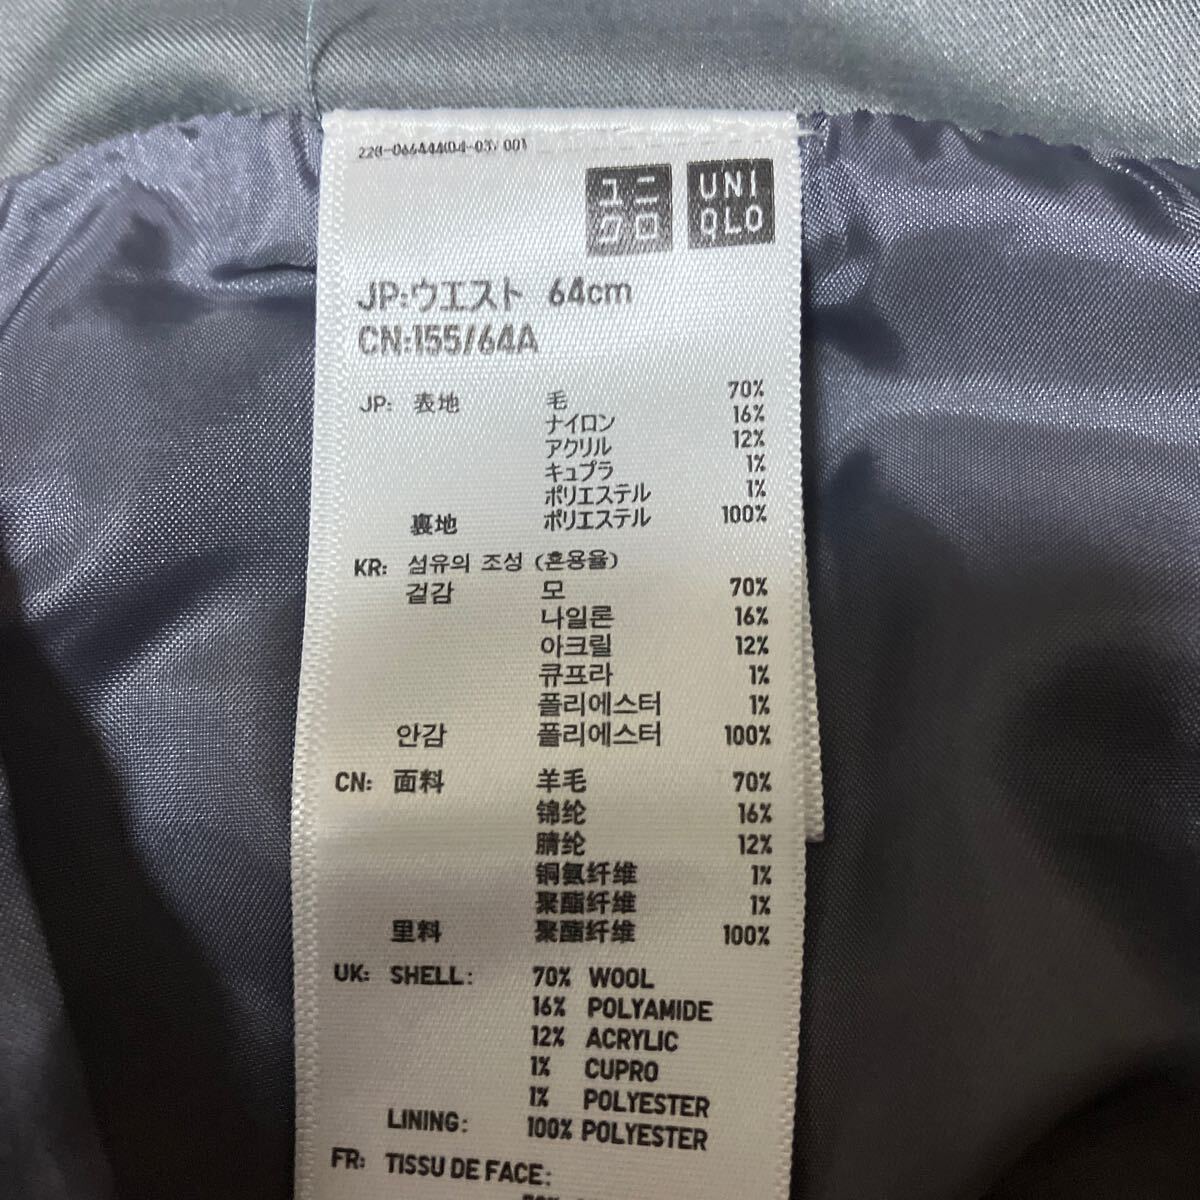 220-066444(04-03) 001
ユニ
クロ
UNI
QLO
JP:ウエスト 64cm
CN:155/64A
JP: 表地 毛 70%
ナイロン 16%
アクリル 12%
キュプラ 1%
ポリエステル 1%
裏地 ポリエステル 100%
KR: 섬유의 조성 (혼용율)
겉감 모 70%
나일론 16%
아크릴 12%
큐프라 1%
폴리에스터 1%
안감 폴리에스터 100%
CN: 面料 羊毛 70%
锦纶 16%
腈纶 12%
铜氨纤维 1%
聚酯纤维 1%
里料 聚酯纤维 100%
UK: SHELL: 70% WOOL
16% POLYAMIDE
12% ACRYLIC
1% CUPRO
1% POLYESTER
LINING: 100% POLYESTER
FR: TISSU DE FACE: